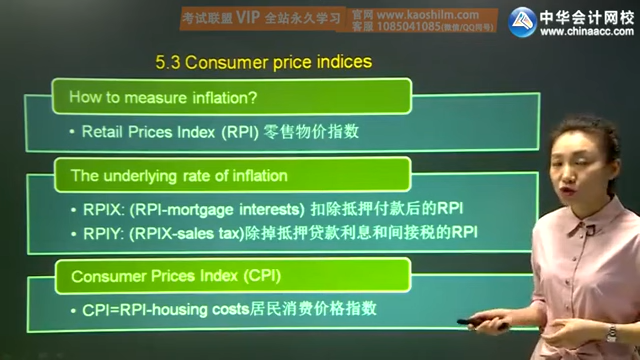 考试联盟 VIP 全站永久学习
官网 www.kaoshilm.com
客服 1085041085(微信/QQ同号)
中华会计网校
www.chinaacc.com
5.3 Consumer price indices
How to measure inflation?
• Retail Prices Index (RPI) 零售物价指数
The underlying rate of inflation
• RPIX: (RPI-mortgage interests) 扣除抵押付款后的RPI
• RPIY: (RPIX-sales tax)除掉抵押贷款利息和间接税的RPI
Consumer Prices Index (CPI)
• CPI=RPI-housing costs居民消费价格指数